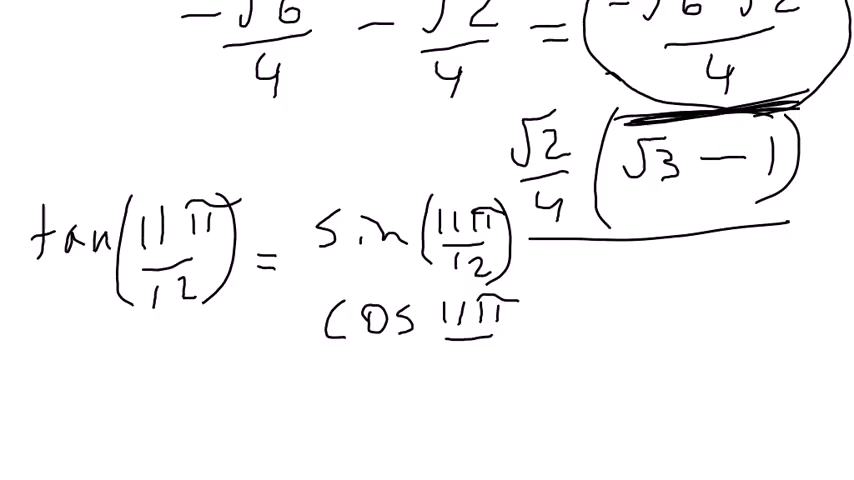 -√6/4 - √2/4 = -√6 √2/4
√2/4 (√3 - 1)
tan(11π/12) = sin(11π/12)
cos 11π